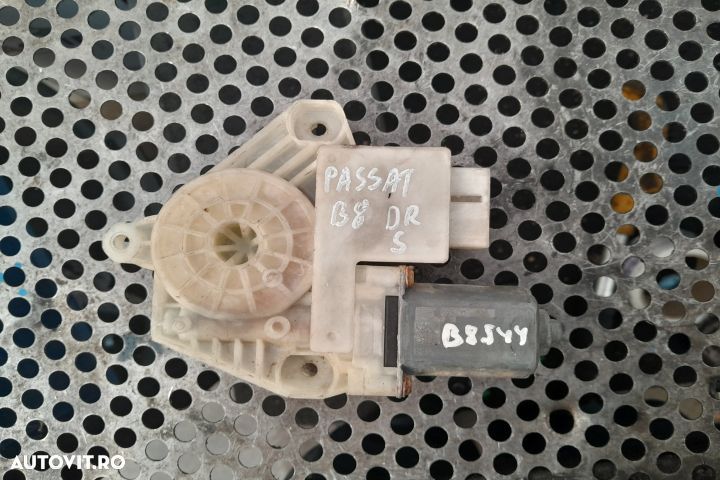 PASSAT
B8 DR
S
B8544
AUTOVIT.RO